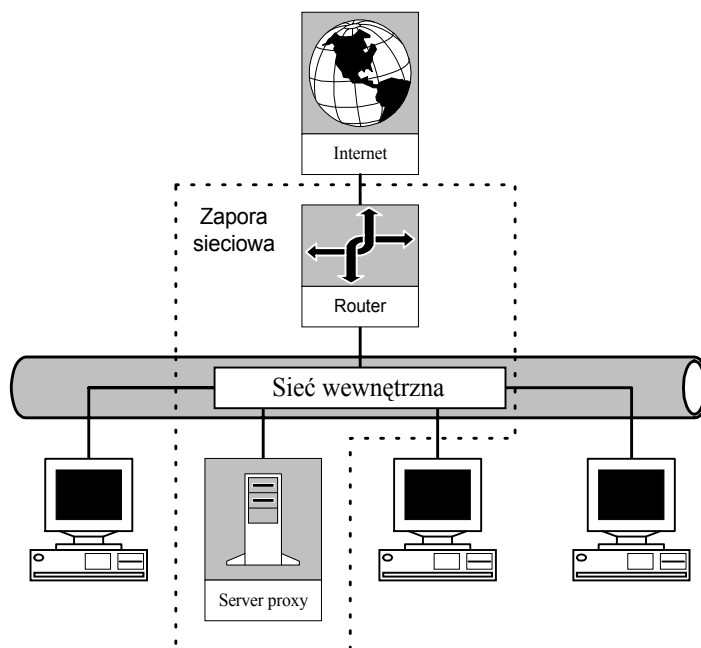 Internet
Zapora
sieciowa
Router
Sieć wewnętrzna
Server proxy